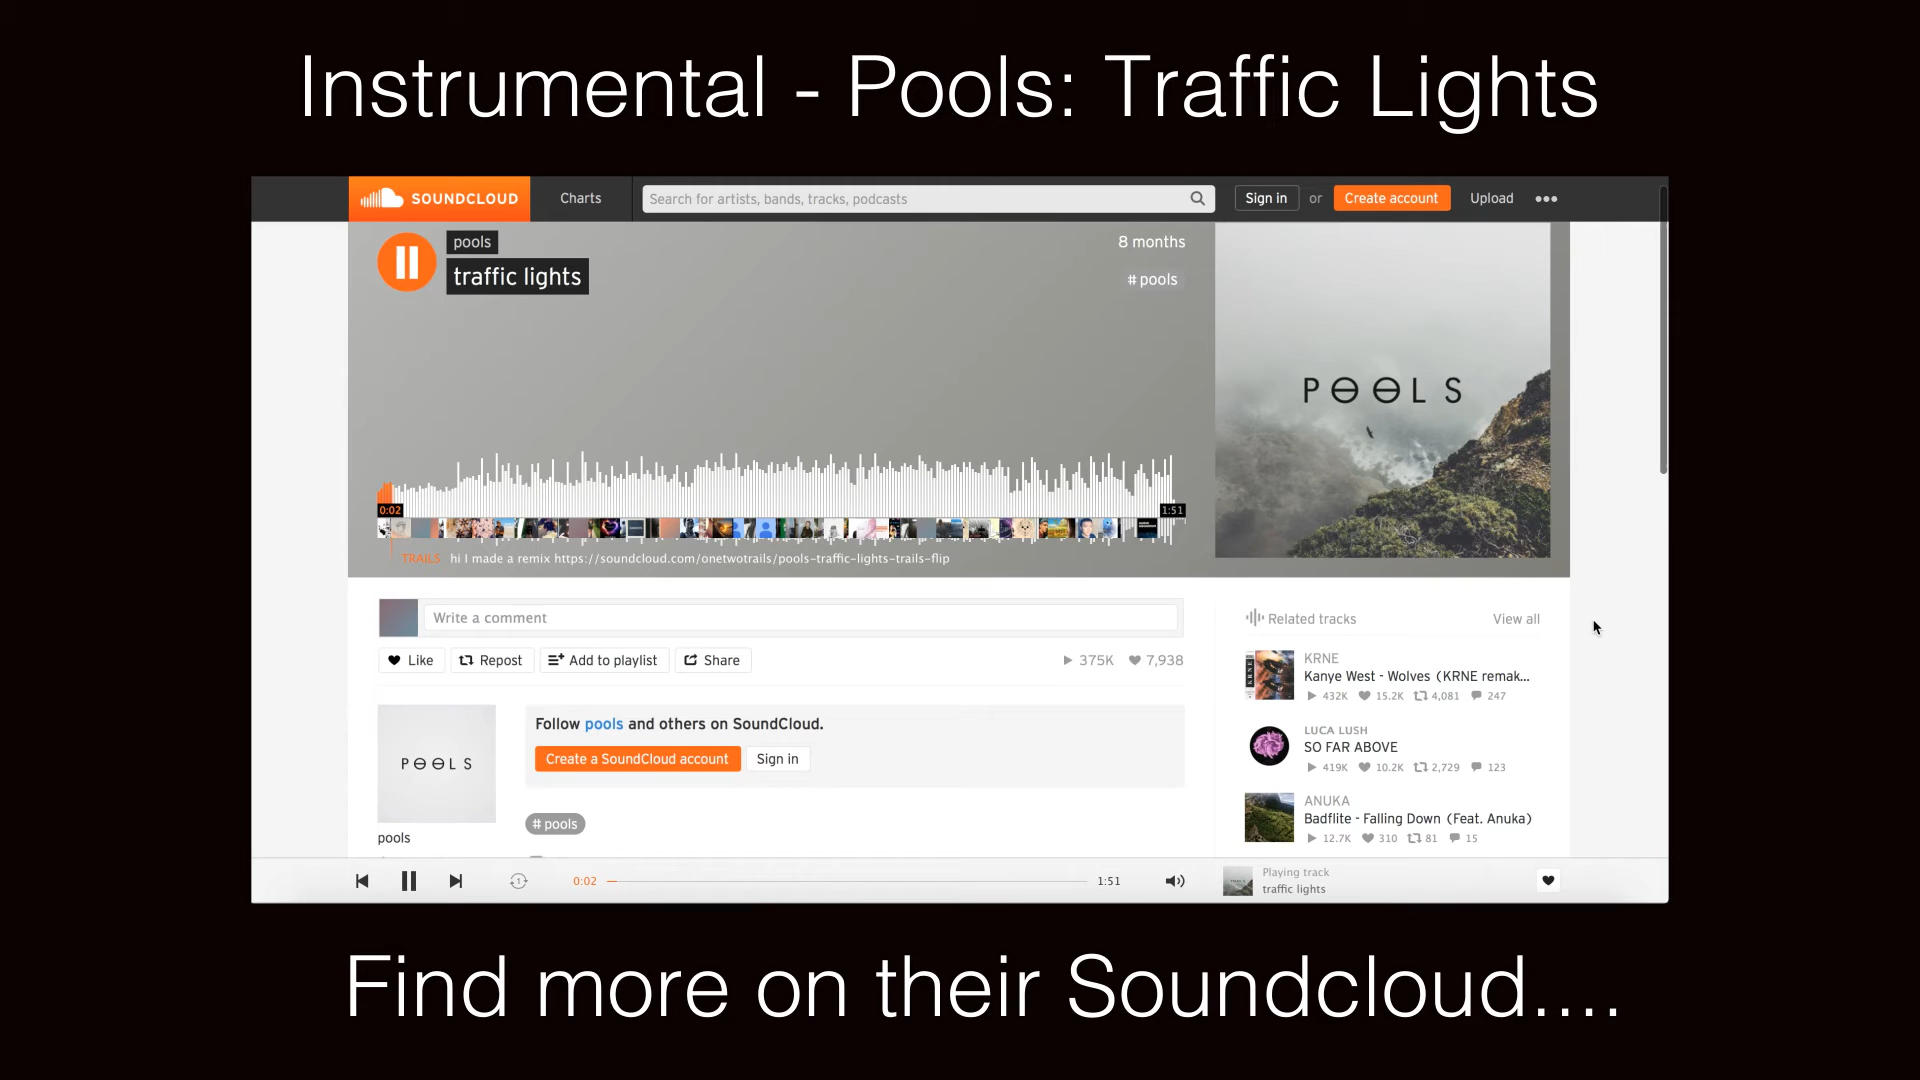 Instrumental - Pools: Traffic Lights
SOUNDCLOUD
Charts
Search for artists, bands, tracks, podcasts
Sign in or Create account
Upload
pools
traffic lights
8 months
# pools
POOLS
0:02
1:51
TRAILS hi I made a remix https://soundcloud.com/onetwotrails/pools-traffic-lights-trails-flip
Write a comment
Like
Repost
Add to playlist
Share
375K
7,938
Related tracks
View all
KRNE
Kanye West - Wolves (KRNE remak...
432K 15.2K 4,081 247
LUCA LUSH
SO FAR ABOVE
419K 10.2K 2,729 123
ANUKA
Badflite - Falling Down (Feat. Anuka)
12.7K 310 81 15
POOLS
pools
Follow pools and others on SoundCloud.
Create a SoundCloud account
Sign in
# pools
0:02
1:51
Playing track
traffic lights
Find more on their Soundcloud....